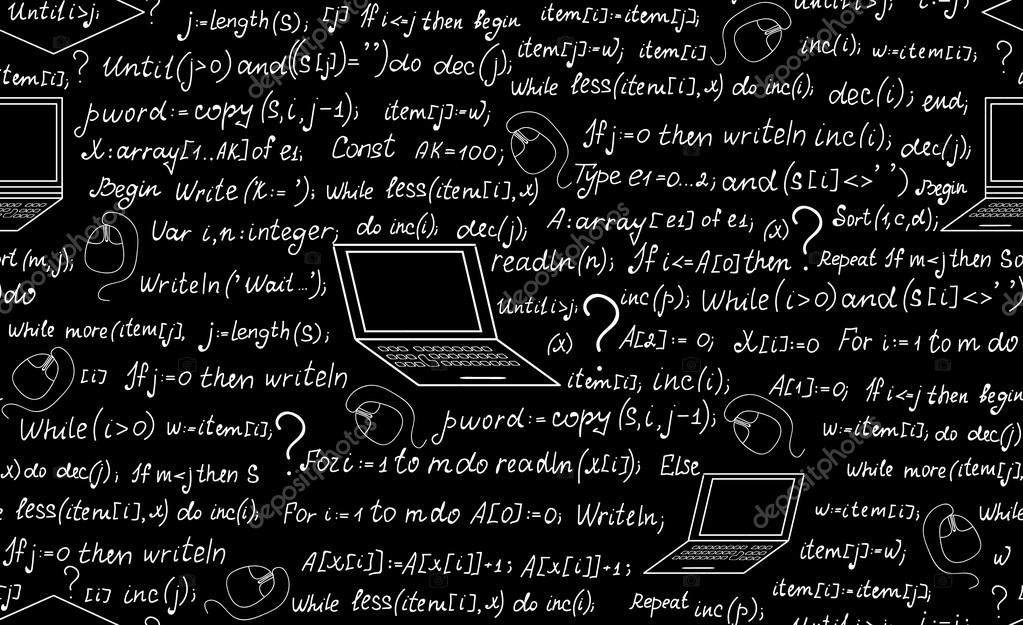 Until i>j;
j:=length(S); [j] If i<=j then begin item[i]:=item[j];
item[j]:=w; item[i]; inc(i); w:=item[i]; ?
tem[i]; ? Until(j>0) and((S[j)='')do dec(j);
While less(item[i],x) do inc(i); dec(i); end;
pword:=copy(S,i,j-1); item[j]:=w;
If j:=0 then writeln inc(i); dec(j);
X:array[1..AK]of e1; Const AK=100;
Type e1=0...2; and(S[i]<>'') Begin
Begin Write('X:='); While less(item[i],x)
A:array[e1] of e1; (x) ? Sort(1,c,d);
Var i,n:integer; do inc(i); dec(j);
rt(m,j); readln(n); If i<=A[0]then Repeat If m<j then So
Writeln('Wait...');
)do Until i>j; ? inc(p); While(i>0)and(S[i]<>'')
While more(item[j], j:=length(S);
(x) A[2]:=0; X[i]:=0 For i:=1 to m do
[i] If j:=0 then writeln item[i]; inc(i);
A[1]:=0; If i<=j then begin
While(i>0) w:=item[i]; ? pword:=copy(S,i,j-1);
w:=item[i]; do dec(j)
x)do dec(j); If m<j then S For i:=1 to m do readln(x[i]); Else
While more(item[j],
less(item[i],x) do inc(i); For i:=1 to m do A[0]:=0; Writeln;
w:=item[i]; While
If j:=0 then writeln
item[j]:=w; w
A[x[i]]:=A[x[i]]+1; A[x[i]]+1;
j] ? [i] inc(j);
item[i]:=item[j]; ?
While less(item[i],x) do inc(i); Repeat inc(p);
depositphotos